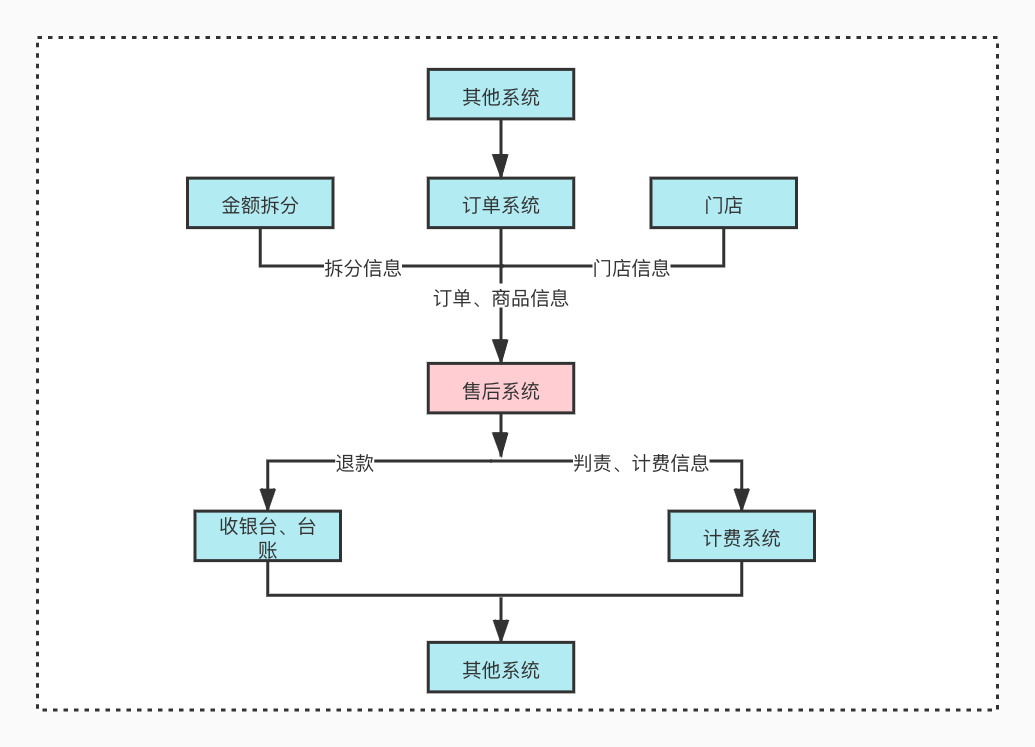 其他系统
金额拆分
订单系统
门店
拆分信息
门店信息
订单、商品信息
售后系统
退款
判责、计费信息
收银台、台
账
计费系统
其他系统